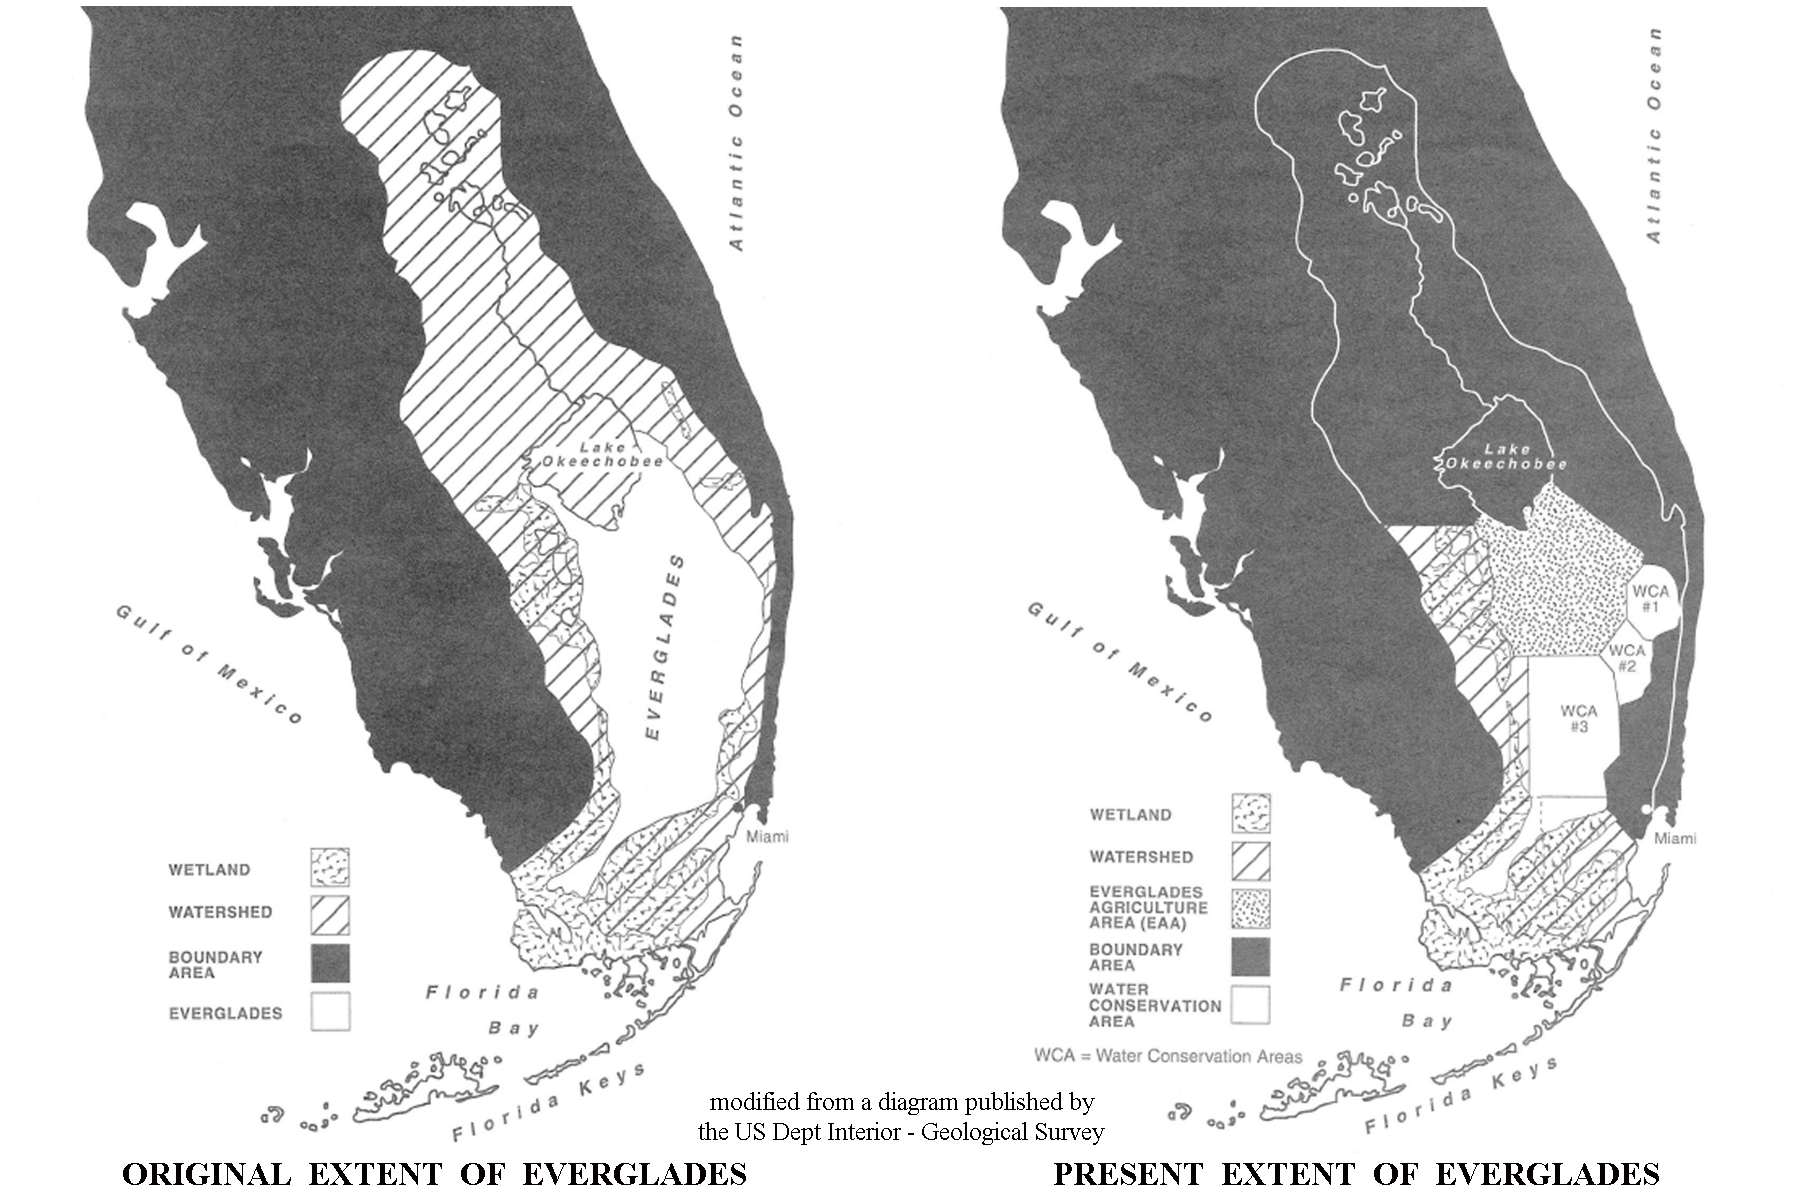 Atlantic Ocean
Lake
Okeechobee
EVERGLADES
Gulf of Mexico
Miami
WETLAND
WATERSHED
BOUNDARY
AREA
EVERGLADES
Florida
Bay
Florida Keys
ORIGINAL EXTENT OF EVERGLADES
Atlantic Ocean
Lake
Okeechobee
WCA
#1
WCA
#2
WCA
#3
Gulf of Mexico
Miami
WETLAND
WATERSHED
EVERGLADES
AGRICULTURE
AREA (EAA)
BOUNDARY
AREA
WATER
CONSERVATION
AREA
WCA = Water Conservation Areas
Florida
Bay
Florida Keys
modified from a diagram published by
the US Dept Interior - Geological Survey
PRESENT EXTENT OF EVERGLADES